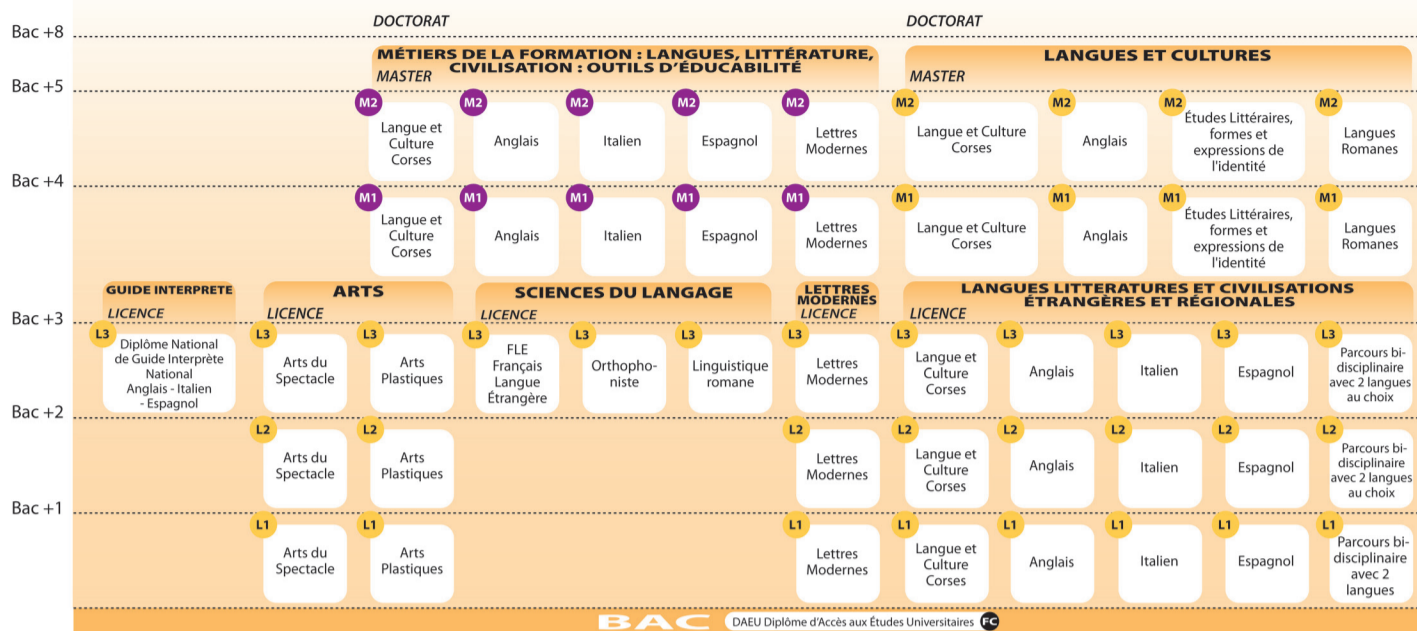 DOCTORAT
DOCTORAT
Bac +8
MÉTIERS DE LA FORMATION : LANGUES, LITTÉRATURE,
CIVILISATION : OUTILS D'ÉDUCABILITÉ
MASTER
LANGUES ET CULTURES
MASTER
Bac +5
M2
Langue et
Culture
Corses
M2
Anglais
M2
Italien
M2
Espagnol
M2
Lettres
Modernes
M2
Langue et Culture
Corses
M2
Anglais
M2
Études Littéraires,
formes et
expressions de
l'identité
M2
Langues
Romanes
Bac +4
M1
Langue et
Culture
Corses
M1
Anglais
M1
Italien
M1
Espagnol
M1
Lettres
Modernes
M1
Langue et Culture
Corses
M1
Anglais
M1
Études Littéraires,
formes et
expressions de
l'identité
M1
Langues
Romanes
GUIDE INTERPRETE
LICENCE
ARTS
LICENCE
SCIENCES DU LANGAGE
LICENCE
LETTRES
MODERNES
LICENCE
LANGUES LITTERATURES ET CIVILISATIONS
ÉTRANGÈRES ET RÉGIONALES
LICENCE
Bac +3
L3
Diplôme National
de Guide Interprète
National
Anglais - Italien
- Espagnol
L3
Arts du
Spectacle
L3
Arts
Plastiques
L3
FLE
Français
Langue
Étrangère
L3
Orthopho-
niste
L3
Linguistique
romane
L3
Lettres
Modernes
L3
Langue et
Culture
Corses
L3
Anglais
L3
Italien
L3
Espagnol
L3
Parcours bi-
disciplinaire
avec 2 langues
au choix
Bac +2
L2
Arts du
Spectacle
L2
Arts
Plastiques
L2
Lettres
Modernes
L2
Langue et
Culture
Corses
L2
Anglais
L2
Italien
L2
Espagnol
L2
Parcours bi-
disciplinaire
avec 2 langues
au choix
Bac +1
L1
Arts du
Spectacle
L1
Arts
Plastiques
L1
Lettres
Modernes
L1
Langue et
Culture
Corses
L1
Anglais
L1
Italien
L1
Espagnol
L1
Parcours bi-
disciplinaire
avec 2
langues
BAC DAEU Diplôme d'Accès aux Études Universitaires FC